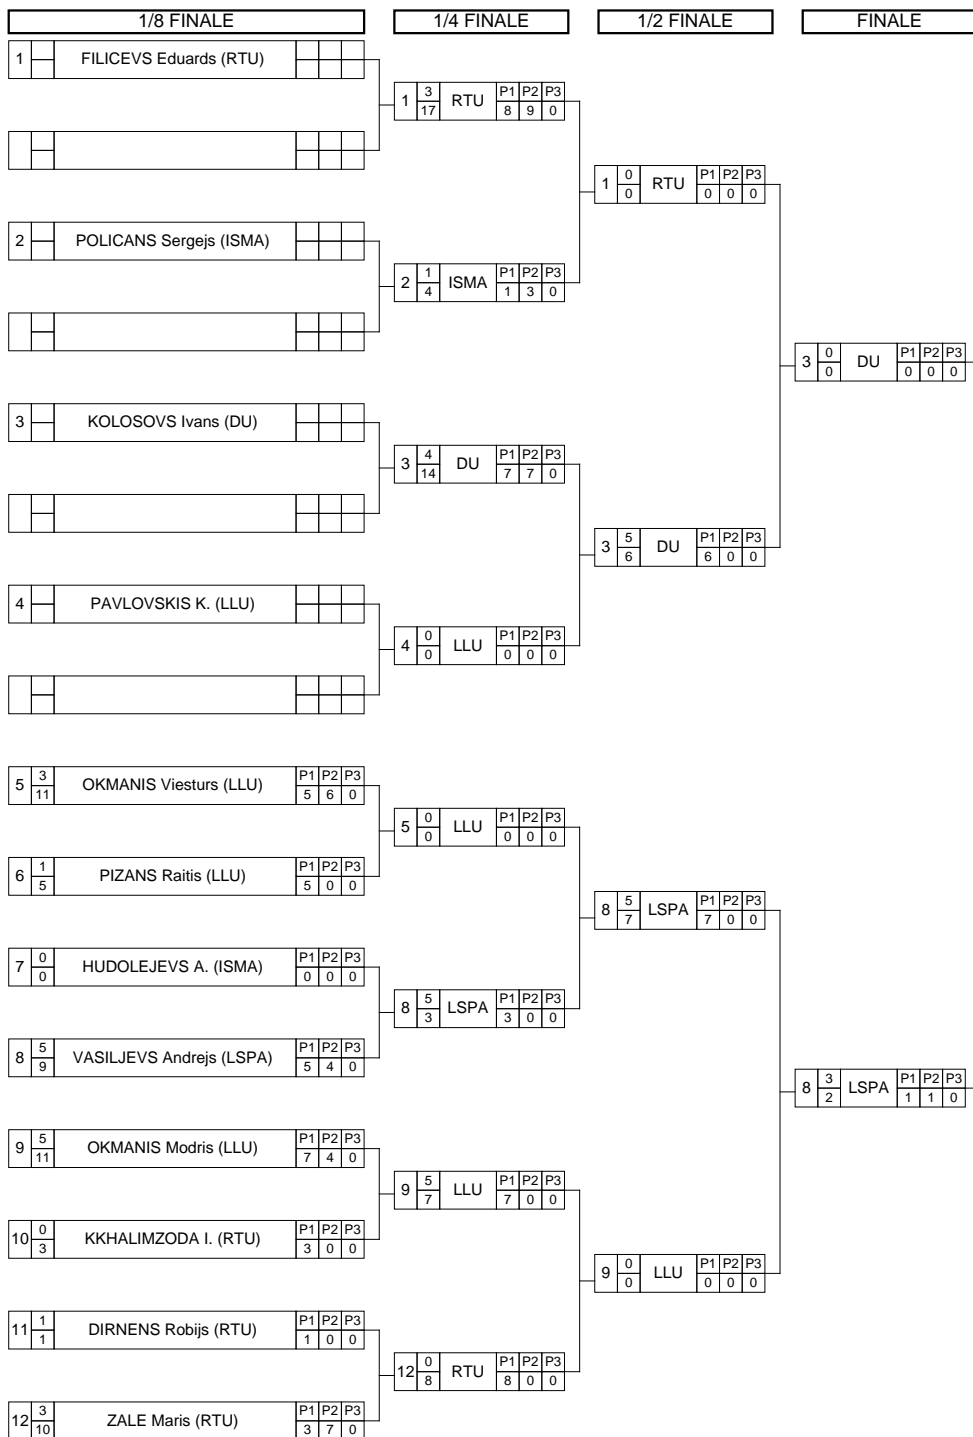 1/8 FINALE 1/4 FINALE 1/2 FINALE FINALE
1 FILICEVS Eduards (RTU)
1 3 17 RTU P1 P2 P3 8 9 0
1 0 0 RTU P1 P2 P3 0 0 0
2 POLICANS Sergejs (ISMA)
2 1 4 ISMA P1 P2 P3 1 3 0
3 0 0 DU P1 P2 P3 0 0 0
3 KOLOSOVS Ivans (DU)
3 4 14 DU P1 P2 P3 7 7 0
3 5 6 DU P1 P2 P3 6 0 0
4 PAVLOVSKIS K. (LLU)
4 0 0 LLU P1 P2 P3 0 0 0
5 3 11 OKMANIS Viesturs (LLU) P1 P2 P3 5 6 0
5 0 0 LLU P1 P2 P3 0 0 0
6 1 5 PIZANS Raitis (LLU) P1 P2 P3 5 0 0
8 5 7 LSPA P1 P2 P3 7 0 0
7 0 0 HUDOLEJEVS A. (ISMA) P1 P2 P3 0 0 0
8 5 3 LSPA P1 P2 P3 3 0 0
8 5 9 VASILJEVS Andrejs (LSPA) P1 P2 P3 5 4 0
8 3 2 LSPA P1 P2 P3 1 1 0
9 5 11 OKMANIS Modris (LLU) P1 P2 P3 7 4 0
9 5 7 LLU P1 P2 P3 7 0 0
10 0 3 KKHALIMZODA I. (RTU) P1 P2 P3 3 0 0
9 0 0 LLU P1 P2 P3 0 0 0
11 1 1 DIRNENS Robijs (RTU) P1 P2 P3 1 0 0
12 0 8 RTU P1 P2 P3 8 0 0
12 3 10 ZALE Maris (RTU) P1 P2 P3 3 7 0